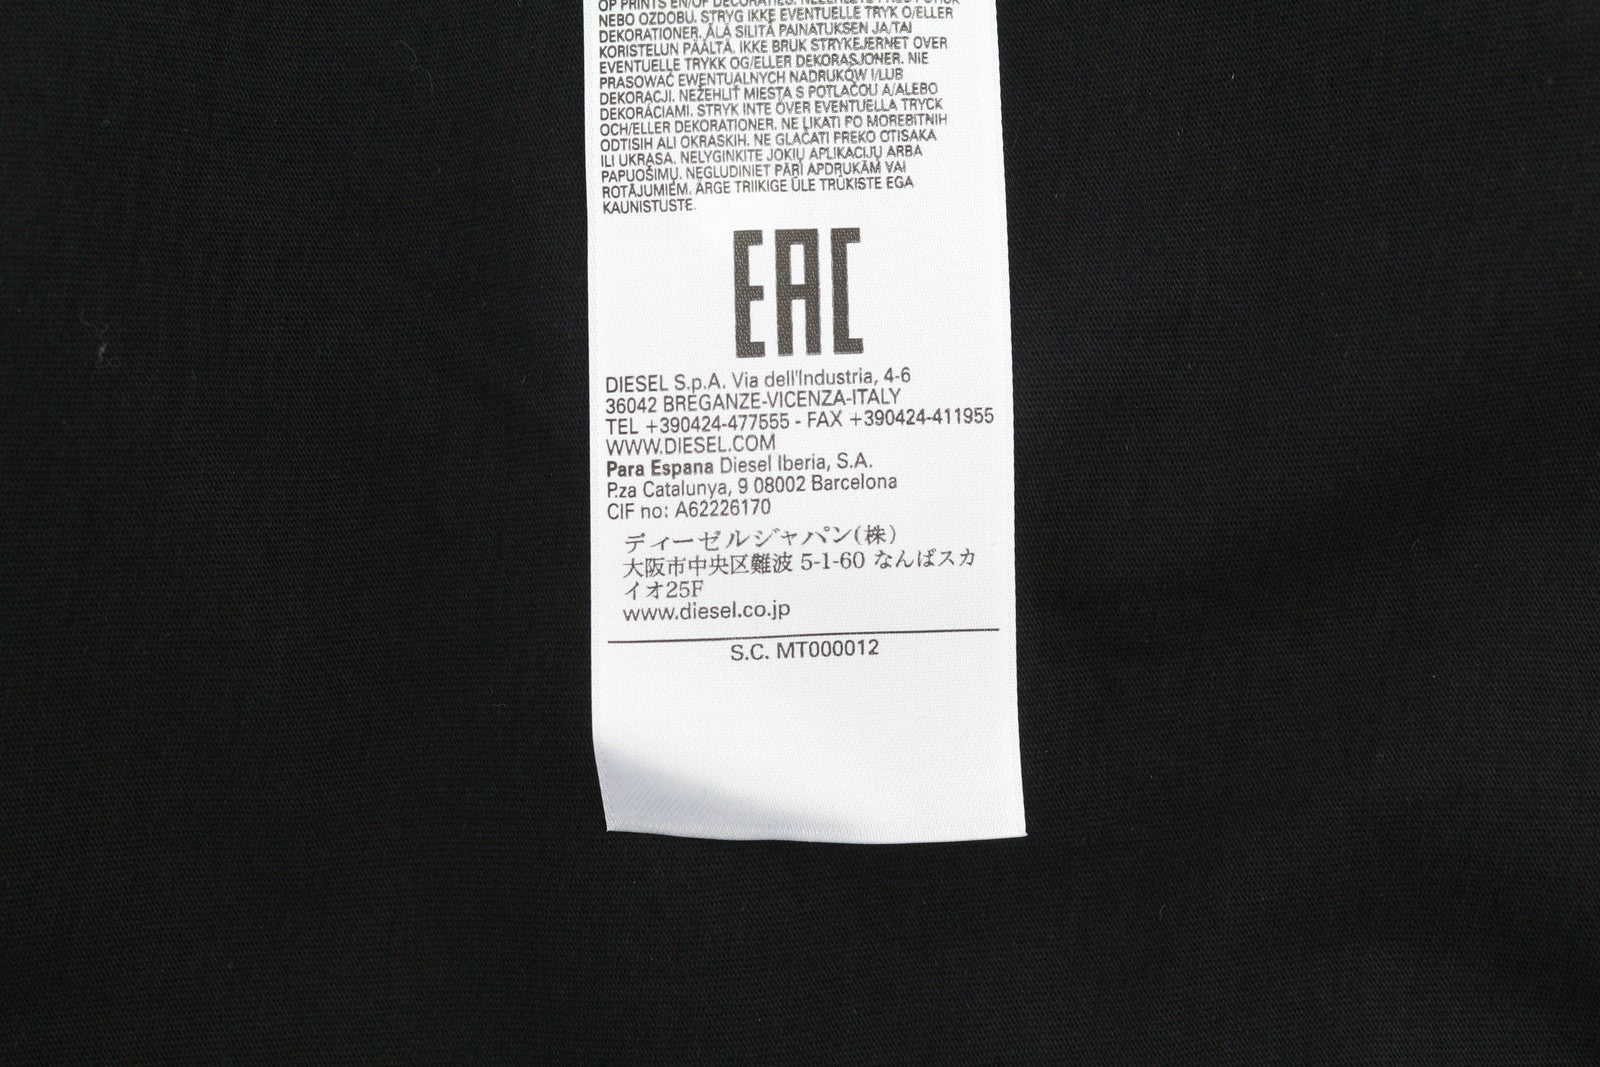 OP PRINTS EN/OF DECORATIES.
NEBO OZDOBU. STRYG IKKE EVENTUELLE TRYK O/ELLER
DEKORATIONER. ÄLÄ SILITÄ PAINATUKSEN JA/TAI
KORISTELUN PÄÄLTÄ. IKKE BRUK STRYKEJERNET OVER
EVENTUELLE TRYKK OG/ELLER DEKORASJONER. NIE
PRASOWAĆ EWENTUALNYCH NADRUKÓW I/LUB
DEKORACJI. NEŽEHLIŤ MIESTA S POTLAČOU A/ALEBO
DEKORÁCIAMI. STRYK INTE ÖVER EVENTUELLA TRYCK
OCH/ELLER DEKORATIONER. NE LIKATI PO MOREBITNIH
ODTISIH ALI OKRASKIH. NE GLAČATI PREKO OTISAKA
ILI UKRASA. NELYGINKITE JOKIŲ APLIKACIJŲ ARBA
PAPUOŠIMŲ. NEGLUDINIET PĀRI APDRUKĀM VAI
ROTĀJUMIEM. ÄRGE TRIIKIGE ÜLE TRÜKISTE EGA
KAUNISTUSTE.
EAC
DIESEL S.p.A. Via dell'Industria, 4-6
36042 BREGANZE-VICENZA-ITALY
TEL +390424-477555 - FAX +390424-411955
WWW.DIESEL.COM
Para Espana Diesel Iberia, S.A.
P.za Catalunya, 9 08002 Barcelona
CIF no: A62226170
ディーゼルジャパン(株)
大阪市中央区難波 5-1-60 なんばスカ
イオ25F
www.diesel.co.jp
S.C. MT000012